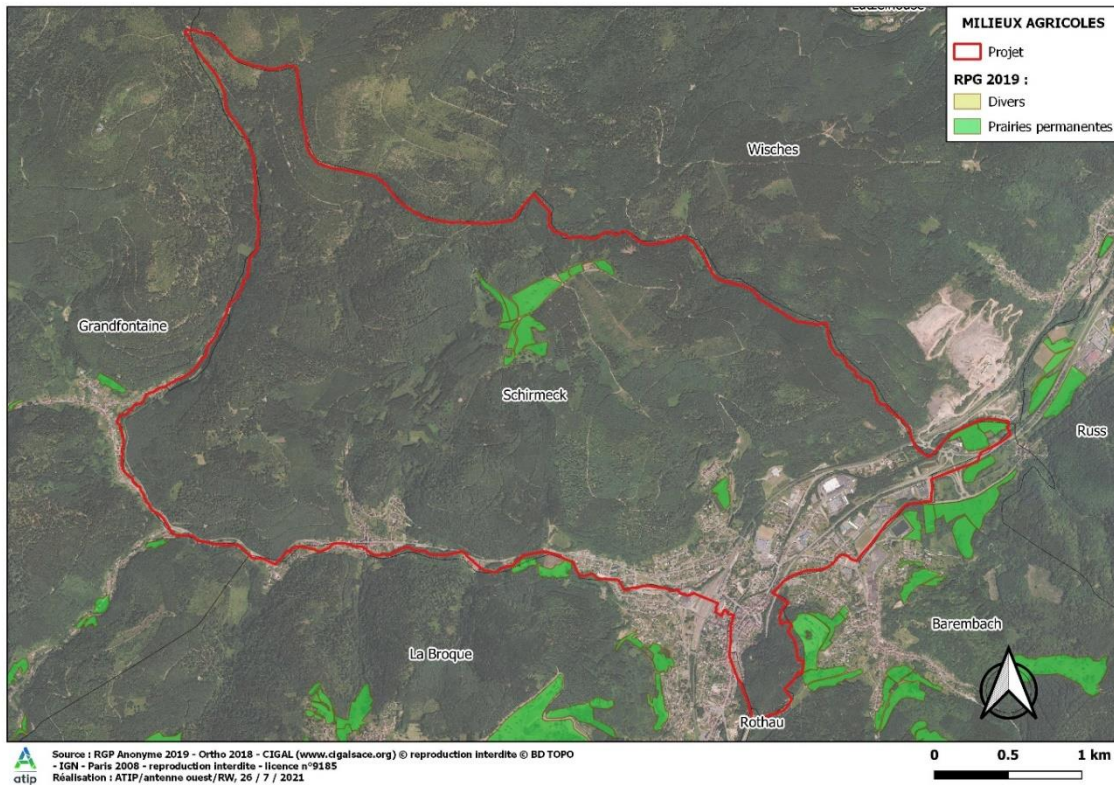 Lutzelhouse
MILIEUX AGRICOLES
Projet
RPG 2019 :
Divers
Prairies permanentes
Wisches
Grandfontaine
Schirmeck
Russ
Barembach
La Broque
Rothau
atip
Source : RGP Anonyme 2019 - Ortho 2018 - CIGAL (www.cigalsace.org) © reproduction interdite © BD TOPO
- IGN - Paris 2008 - reproduction interdite - licence n°9185
Réalisation : ATIP/antenne ouest/RW, 26 / 7 / 2021
0 0.5 1 km